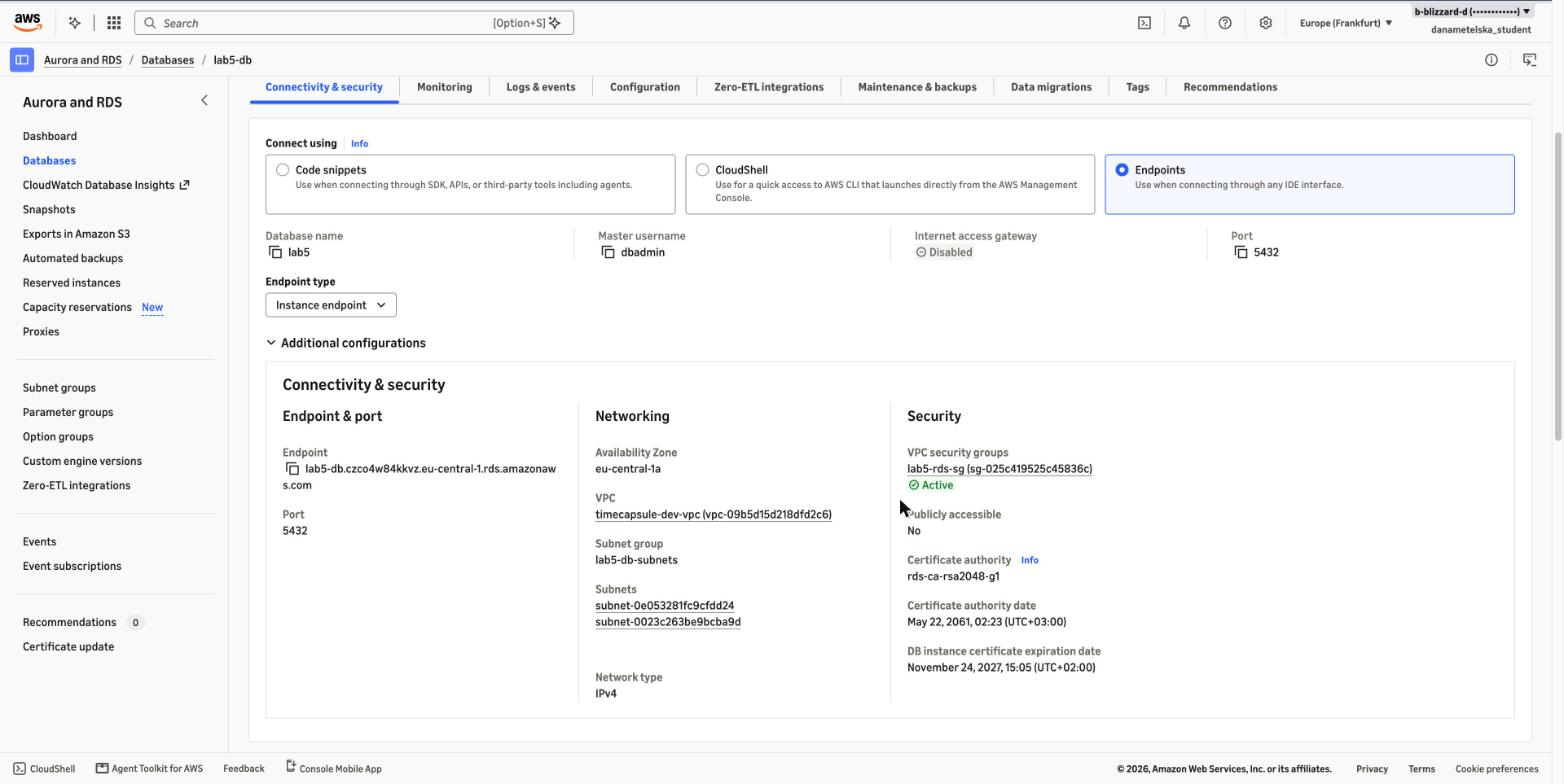 aws
Search [Option+S]
Europe (Frankfurt)
b-blizzard-d (············)
danametelska_student
Aurora and RDS / Databases / lab5-db
Aurora and RDS
Dashboard
Databases
CloudWatch Database Insights
Snapshots
Exports in Amazon S3
Automated backups
Reserved instances
Capacity reservations New
Proxies
Subnet groups
Parameter groups
Option groups
Custom engine versions
Zero-ETL integrations
Events
Event subscriptions
Recommendations 0
Certificate update
Connectivity & security Monitoring Logs & events Configuration Zero-ETL integrations Maintenance & backups Data migrations Tags Recommendations
Connect using Info
Code snippets
Use when connecting through SDK, APIs, or third-party tools including agents.
CloudShell
Use for a quick access to AWS CLI that launches directly from the AWS Management
Console.
Endpoints
Use when connecting through any IDE interface.
Database name
lab5
Master username
dbadmin
Internet access gateway
Disabled
Port
5432
Endpoint type
Instance endpoint
Additional configurations
Connectivity & security
Endpoint & port
Endpoint
lab5-db.czco4w84kkvz.eu-central-1.rds.amazonaw
s.com
Port
5432
Networking
Availability Zone
eu-central-1a
VPC
timecapsule-dev-vpc (vpc-09b5d15d218dfd2c6)
Subnet group
lab5-db-subnets
Subnets
subnet-0e053281fc9cfdd24
subnet-0023c263be9bcba9d
Network type
IPv4
Security
VPC security groups
lab5-rds-sg (sg-025c419525c45836c)
Active
Publicly accessible
No
Certificate authority Info
rds-ca-rsa2048-g1
Certificate authority date
May 22, 2061, 02:23 (UTC+03:00)
DB instance certificate expiration date
November 24, 2027, 15:05 (UTC+02:00)
CloudShell Agent Toolkit for AWS Feedback Console Mobile App
© 2026, Amazon Web Services, Inc. or its affiliates. Privacy Terms Cookie preferences